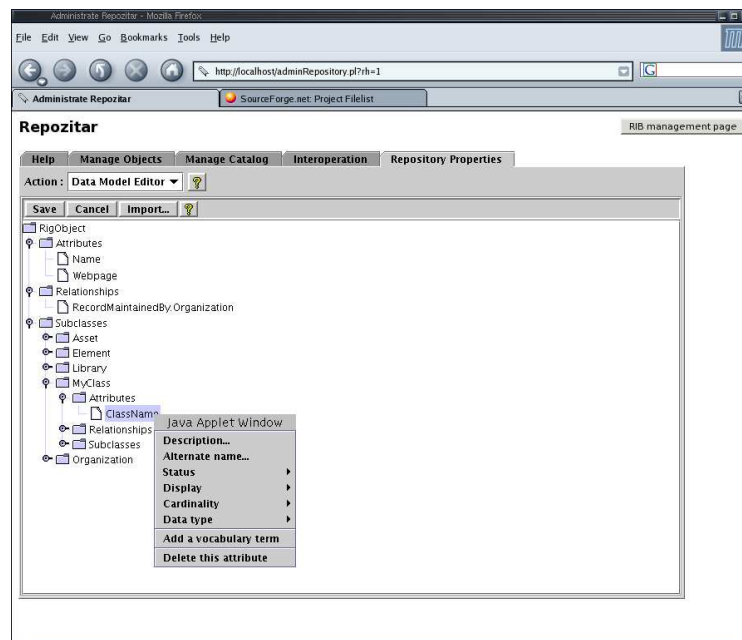 Administrate Repozitar - Mozilla Firefox
File Edit View Go Bookmarks Tools Help
http://localhost/adminRepository.pl?rh=1
G
Administrate Repozitar
SourceForge.net: Project Filelist
Repozitar
RIB management page
Help Manage Objects Manage Catalog Interoperation Repository Properties
Action : Data Model Editor ?
Save Cancel Import... ?
RigObject
Attributes
Name
Webpage
Relationships
RecordMaintainedBy.Organization
Subclasses
Asset
Element
Library
MyClass
Attributes
ClassName
Relationships
Subclasses
Organization
Java Applet Window
Description...
Alternate name...
Status
Display
Cardinality
Data type
Add a vocabulary term
Delete this attribute